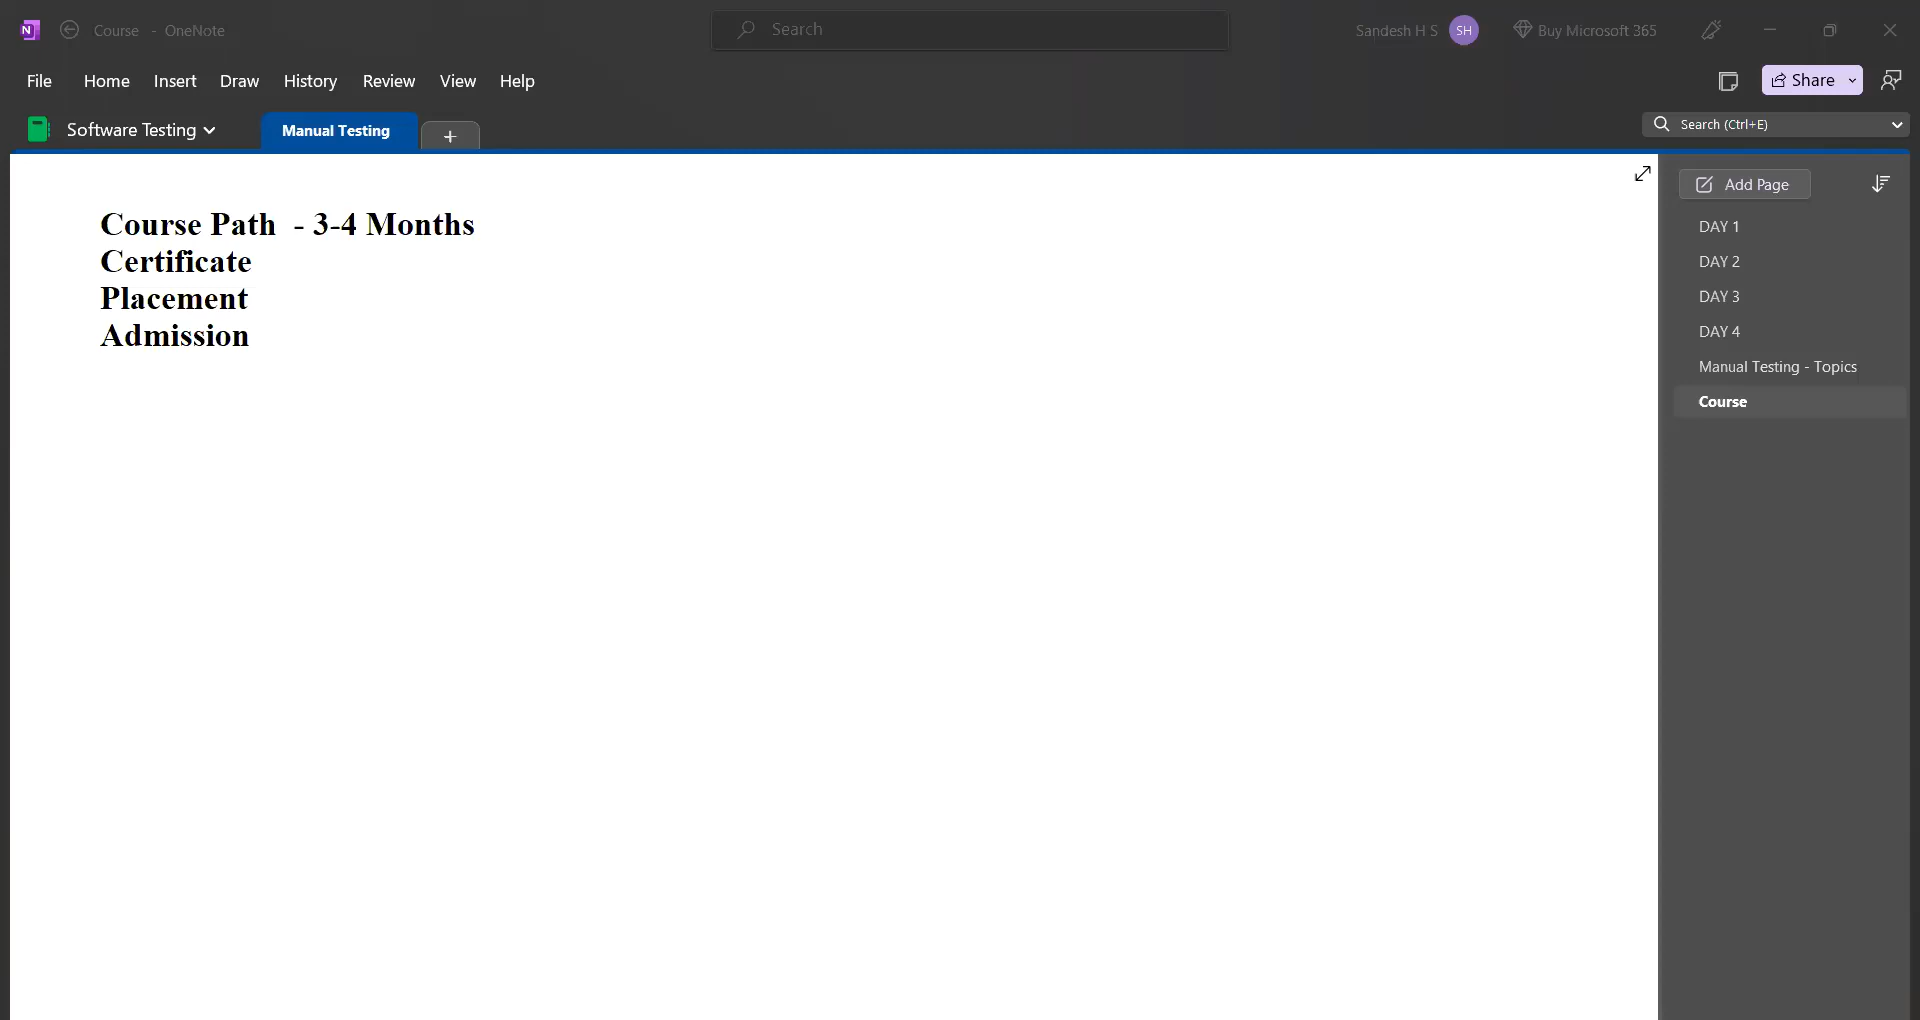 Course - OneNote
Search
Sandesh H S
SH
Buy Microsoft 365
File Home Insert Draw History Review View Help
Share
Software Testing
Manual Testing
+
Search (Ctrl+E)
Course Path - 3-4 Months
Certificate
Placement
Admission
Add Page
DAY 1
DAY 2
DAY 3
DAY 4
Manual Testing - Topics
Course